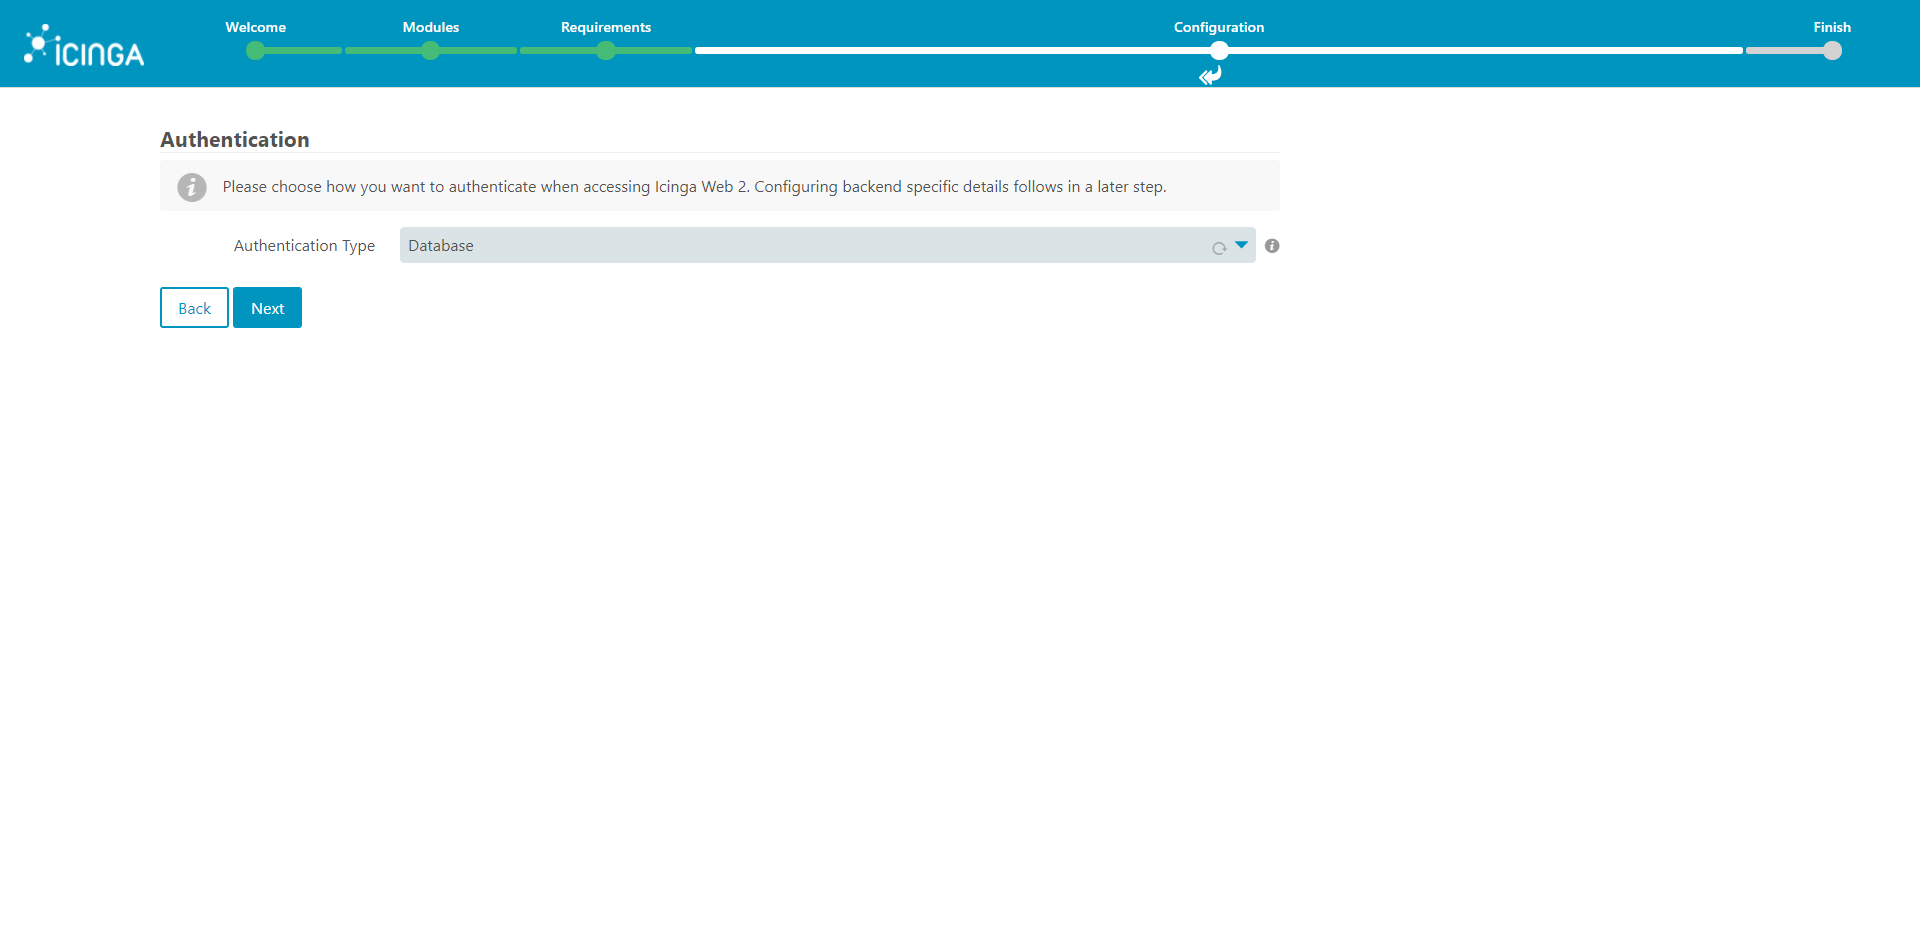 ICINGA
Welcome
Modules
Requirements
Configuration
Finish
Authentication
Please choose how you want to authenticate when accessing Icinga Web 2. Configuring backend specific details follows in a later step.
Authentication Type
Database
Back
Next